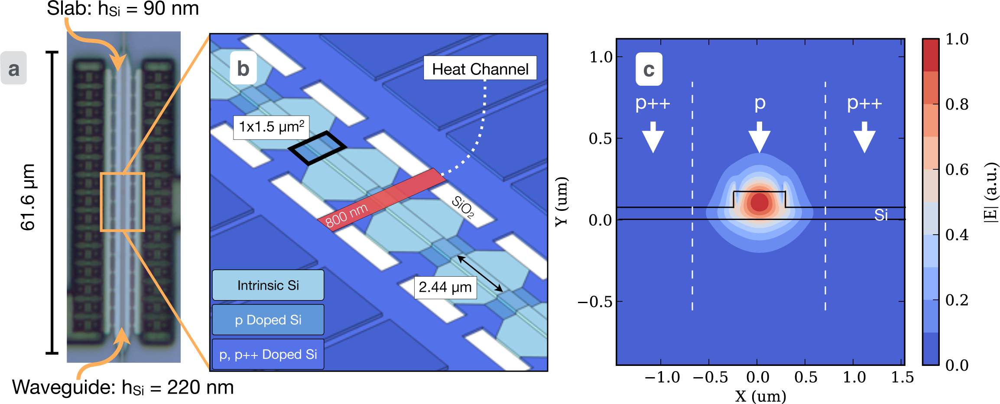 Slab: hSi = 90 nm
a
61.6 µm
Waveguide: hSi = 220 nm
b
Heat Channel
1x1.5 µm²
800 nm
SiO₂
2.44 µm
Intrinsic Si
p Doped Si
p, p++ Doped Si
c
p++ p p++
Si
1.0
0.5
0.0
−0.5
Y (um)
−1.0 −0.5 0.0 0.5 1.0 1.5
X (um)
1.0
0.8
0.6
0.4
0.2
0.0
|E| (a.u.)